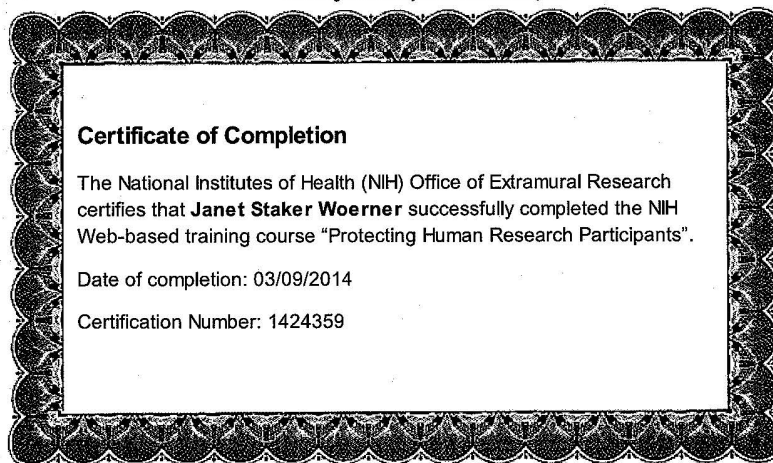 Certificate of Completion
The National Institutes of Health (NIH) Office of Extramural Research
certifies that Janet Staker Woerner successfully completed the NIH
Web-based training course “Protecting Human Research Participants”.
Date of completion: 03/09/2014
Certification Number: 1424359